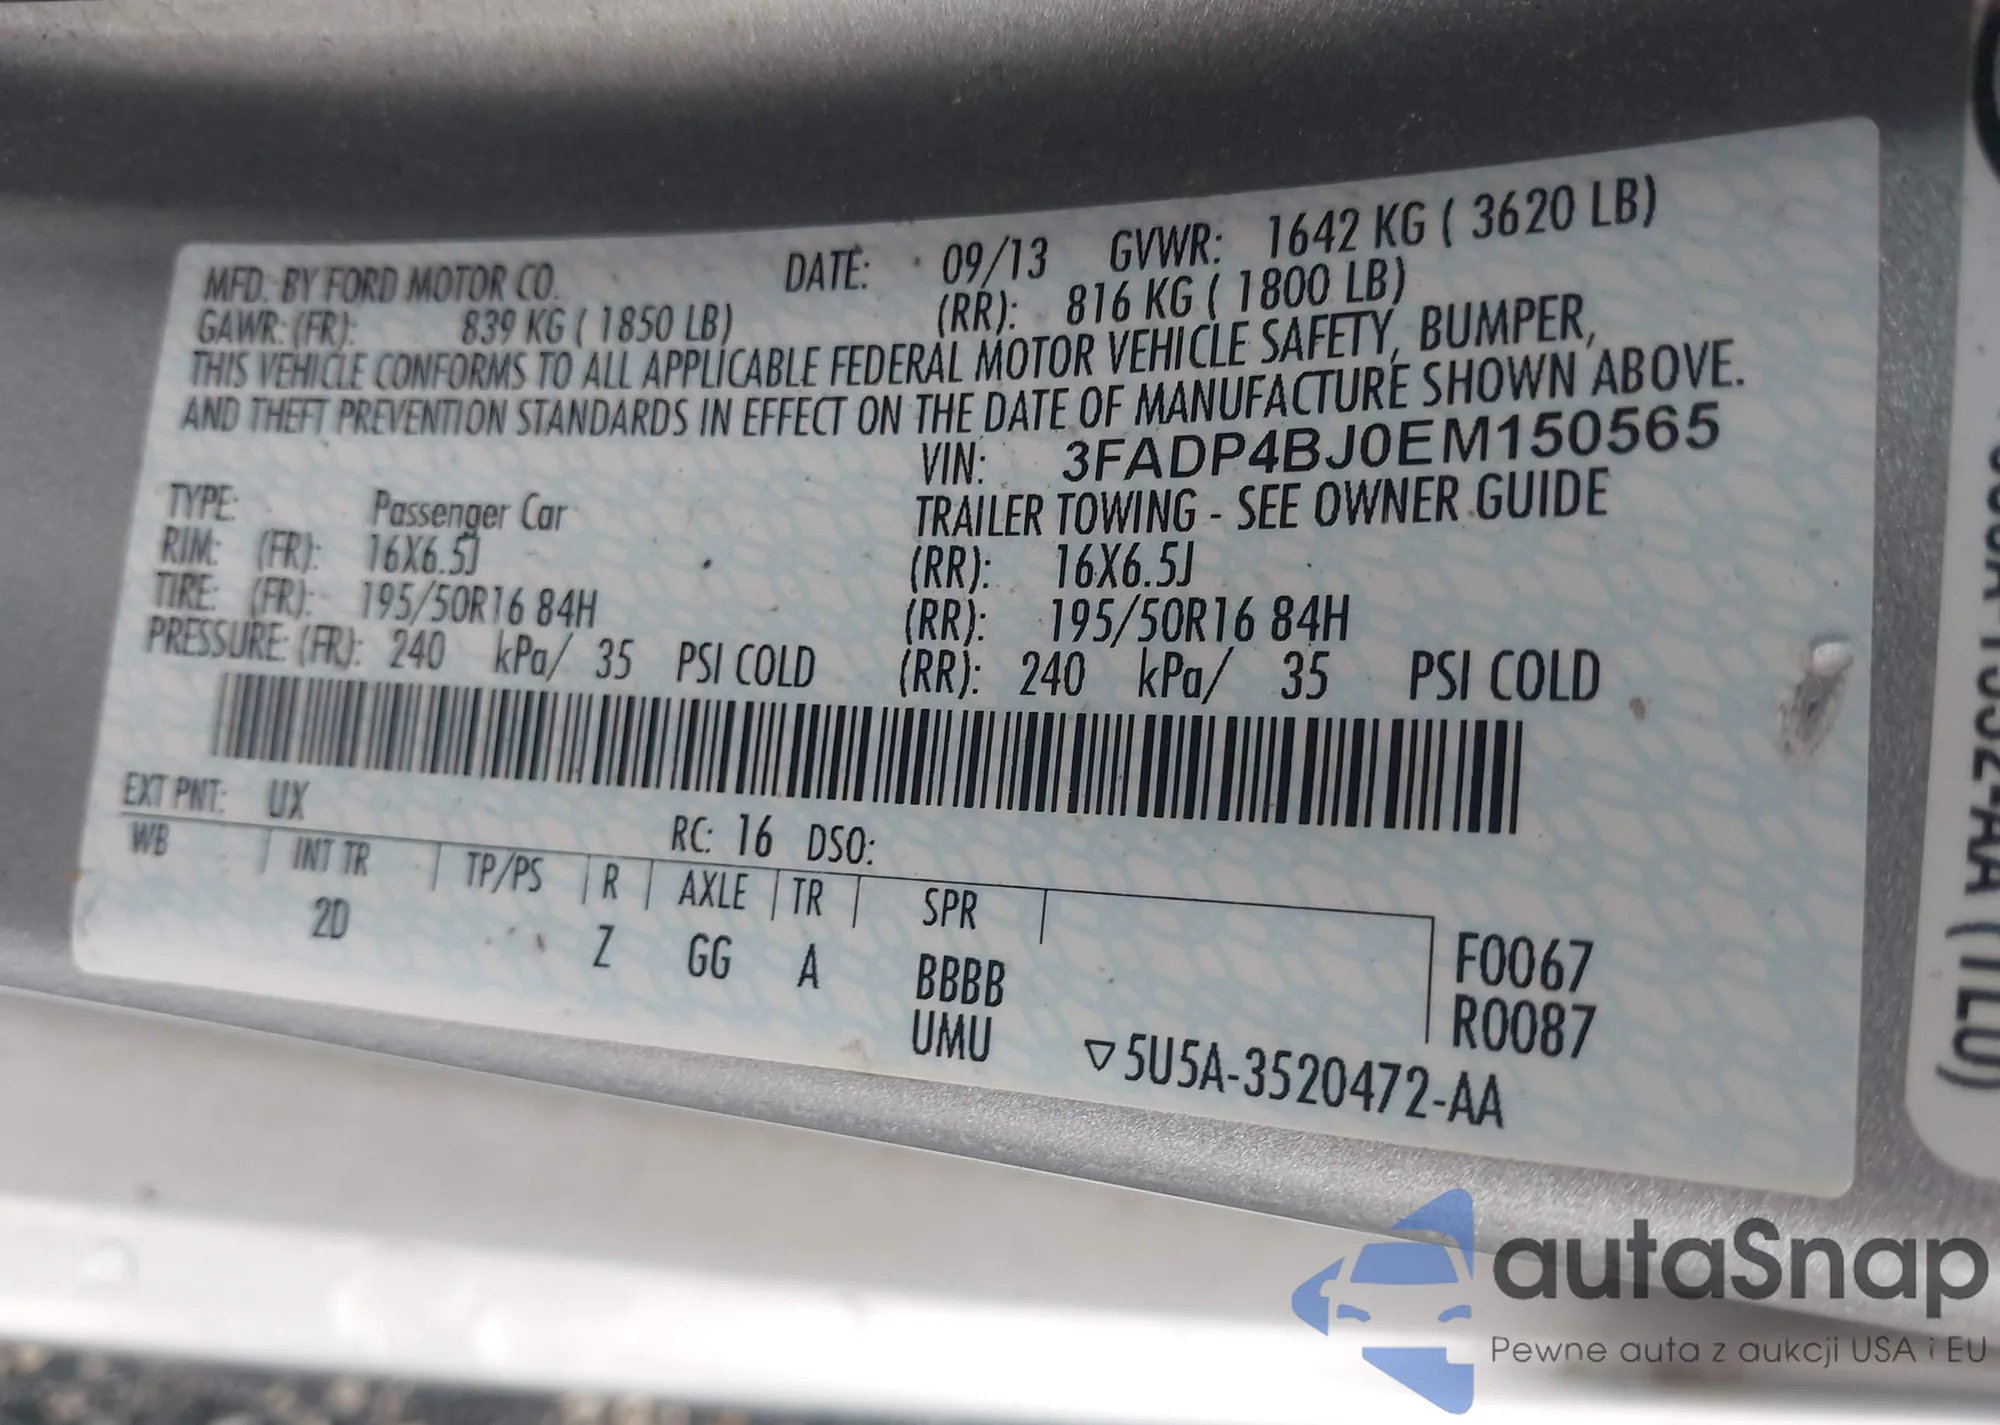 MFD. BY FORD MOTOR CO. DATE: 09/13 GVWR: 1642 KG ( 3620 LB)
GAWR: (FR): 839 KG ( 1850 LB) (RR): 816 KG ( 1800 LB)
THIS VEHICLE CONFORMS TO ALL APPLICABLE FEDERAL MOTOR VEHICLE SAFETY, BUMPER,
AND THEFT PREVENTION STANDARDS IN EFFECT ON THE DATE OF MANUFACTURE SHOWN ABOVE.
VIN: 3FADP4BJ0EM150565
TYPE: Passenger Car TRAILER TOWING - SEE OWNER GUIDE
RIM: (FR): 16X6.5J (RR): 16X6.5J
TIRE: (FR): 195/50R16 84H (RR): 195/50R16 84H
PRESSURE: (FR): 240 kPa/ 35 PSI COLD (RR): 240 kPa/ 35 PSI COLD
EXT PNT: UX RC: 16 DSO:
WB INT TR TP/PS R AXLE TR SPR
2D Z GG A BBBB F0067
UMU R0087
▽5U5A-3520472-AA
autaSnap
Pewne auta z aukcji USA i EU